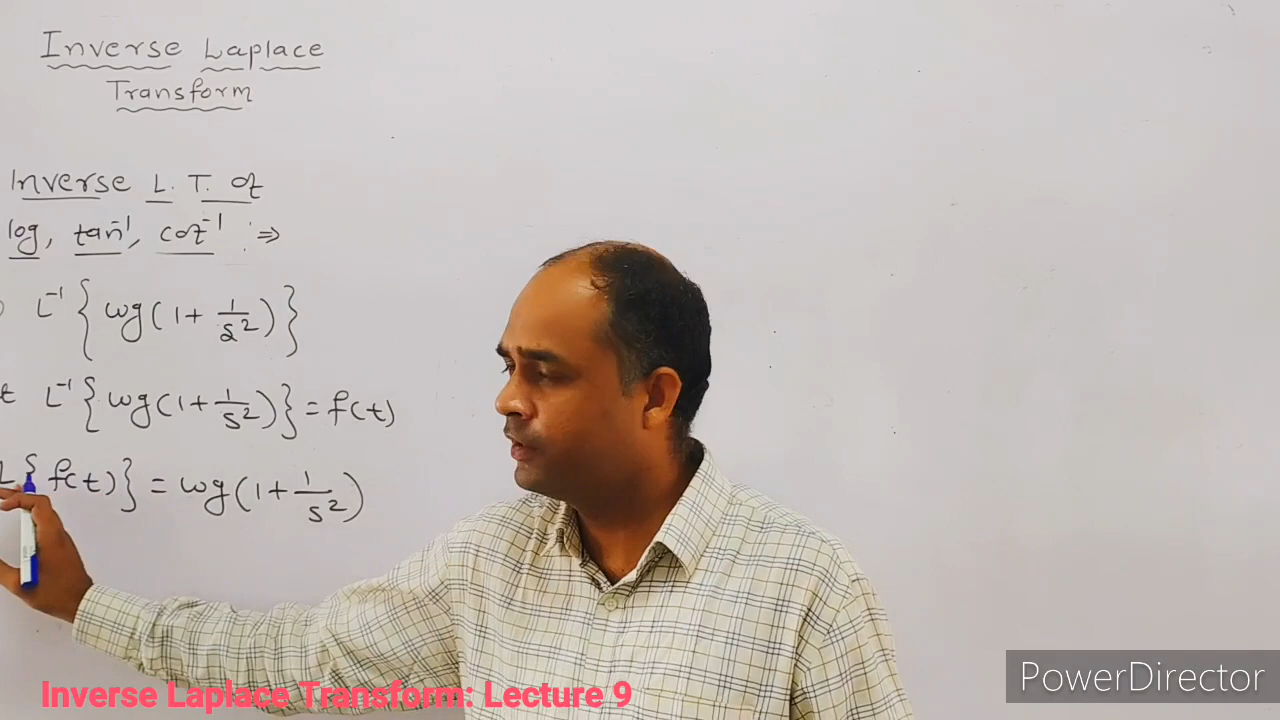 Inverse Laplace
Transform
Inverse L. T. of
log, tan⁻¹, cot⁻¹ :⇒
L⁻¹{log(1+1/s²)}
L⁻¹{log(1+1/s²)}=f(t)
L{f(t)}=log(1+1/s²)
Inverse Laplace Transform: Lecture 9
PowerDirector